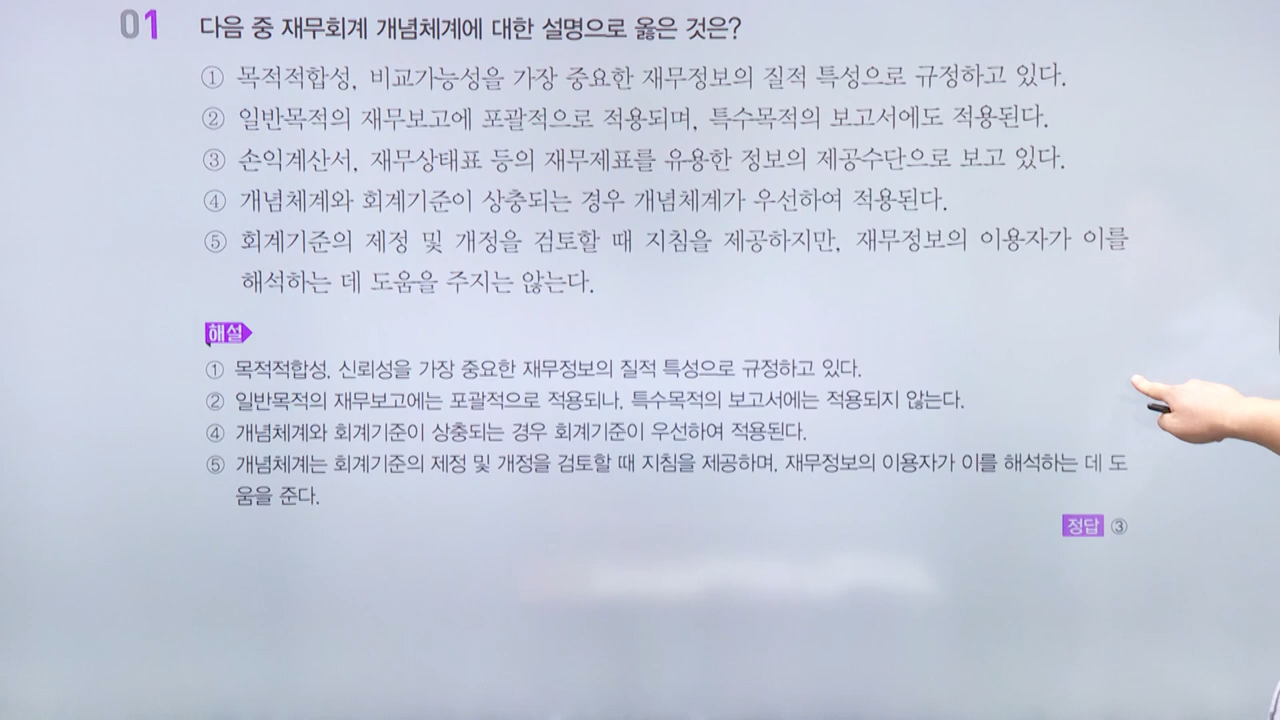 01 다음 중 재무회계 개념체계에 대한 설명으로 옳은 것은?
① 목적적합성, 비교가능성을 가장 중요한 재무정보의 질적 특성으로 규정하고 있다.
② 일반목적의 재무보고에 포괄적으로 적용되며, 특수목적의 보고서에도 적용된다.
③ 손익계산서, 재무상태표 등의 재무제표를 유용한 정보의 제공수단으로 보고 있다.
④ 개념체계와 회계기준이 상충되는 경우 개념체계가 우선하여 적용된다.
⑤ 회계기준의 제정 및 개정을 검토할 때 지침을 제공하지만, 재무정보의 이용자가 이를
해석하는 데 도움을 주지는 않는다.
해설
① 목적적합성, 신뢰성을 가장 중요한 재무정보의 질적 특성으로 규정하고 있다.
② 일반목적의 재무보고에는 포괄적으로 적용되나, 특수목적의 보고서에는 적용되지 않는다.
④ 개념체계와 회계기준이 상충되는 경우 회계기준이 우선하여 적용된다.
⑤ 개념체계는 회계기준의 제정 및 개정을 검토할 때 지침을 제공하며, 재무정보의 이용자가 이를 해석하는 데 도
움을 준다.
정답 ③